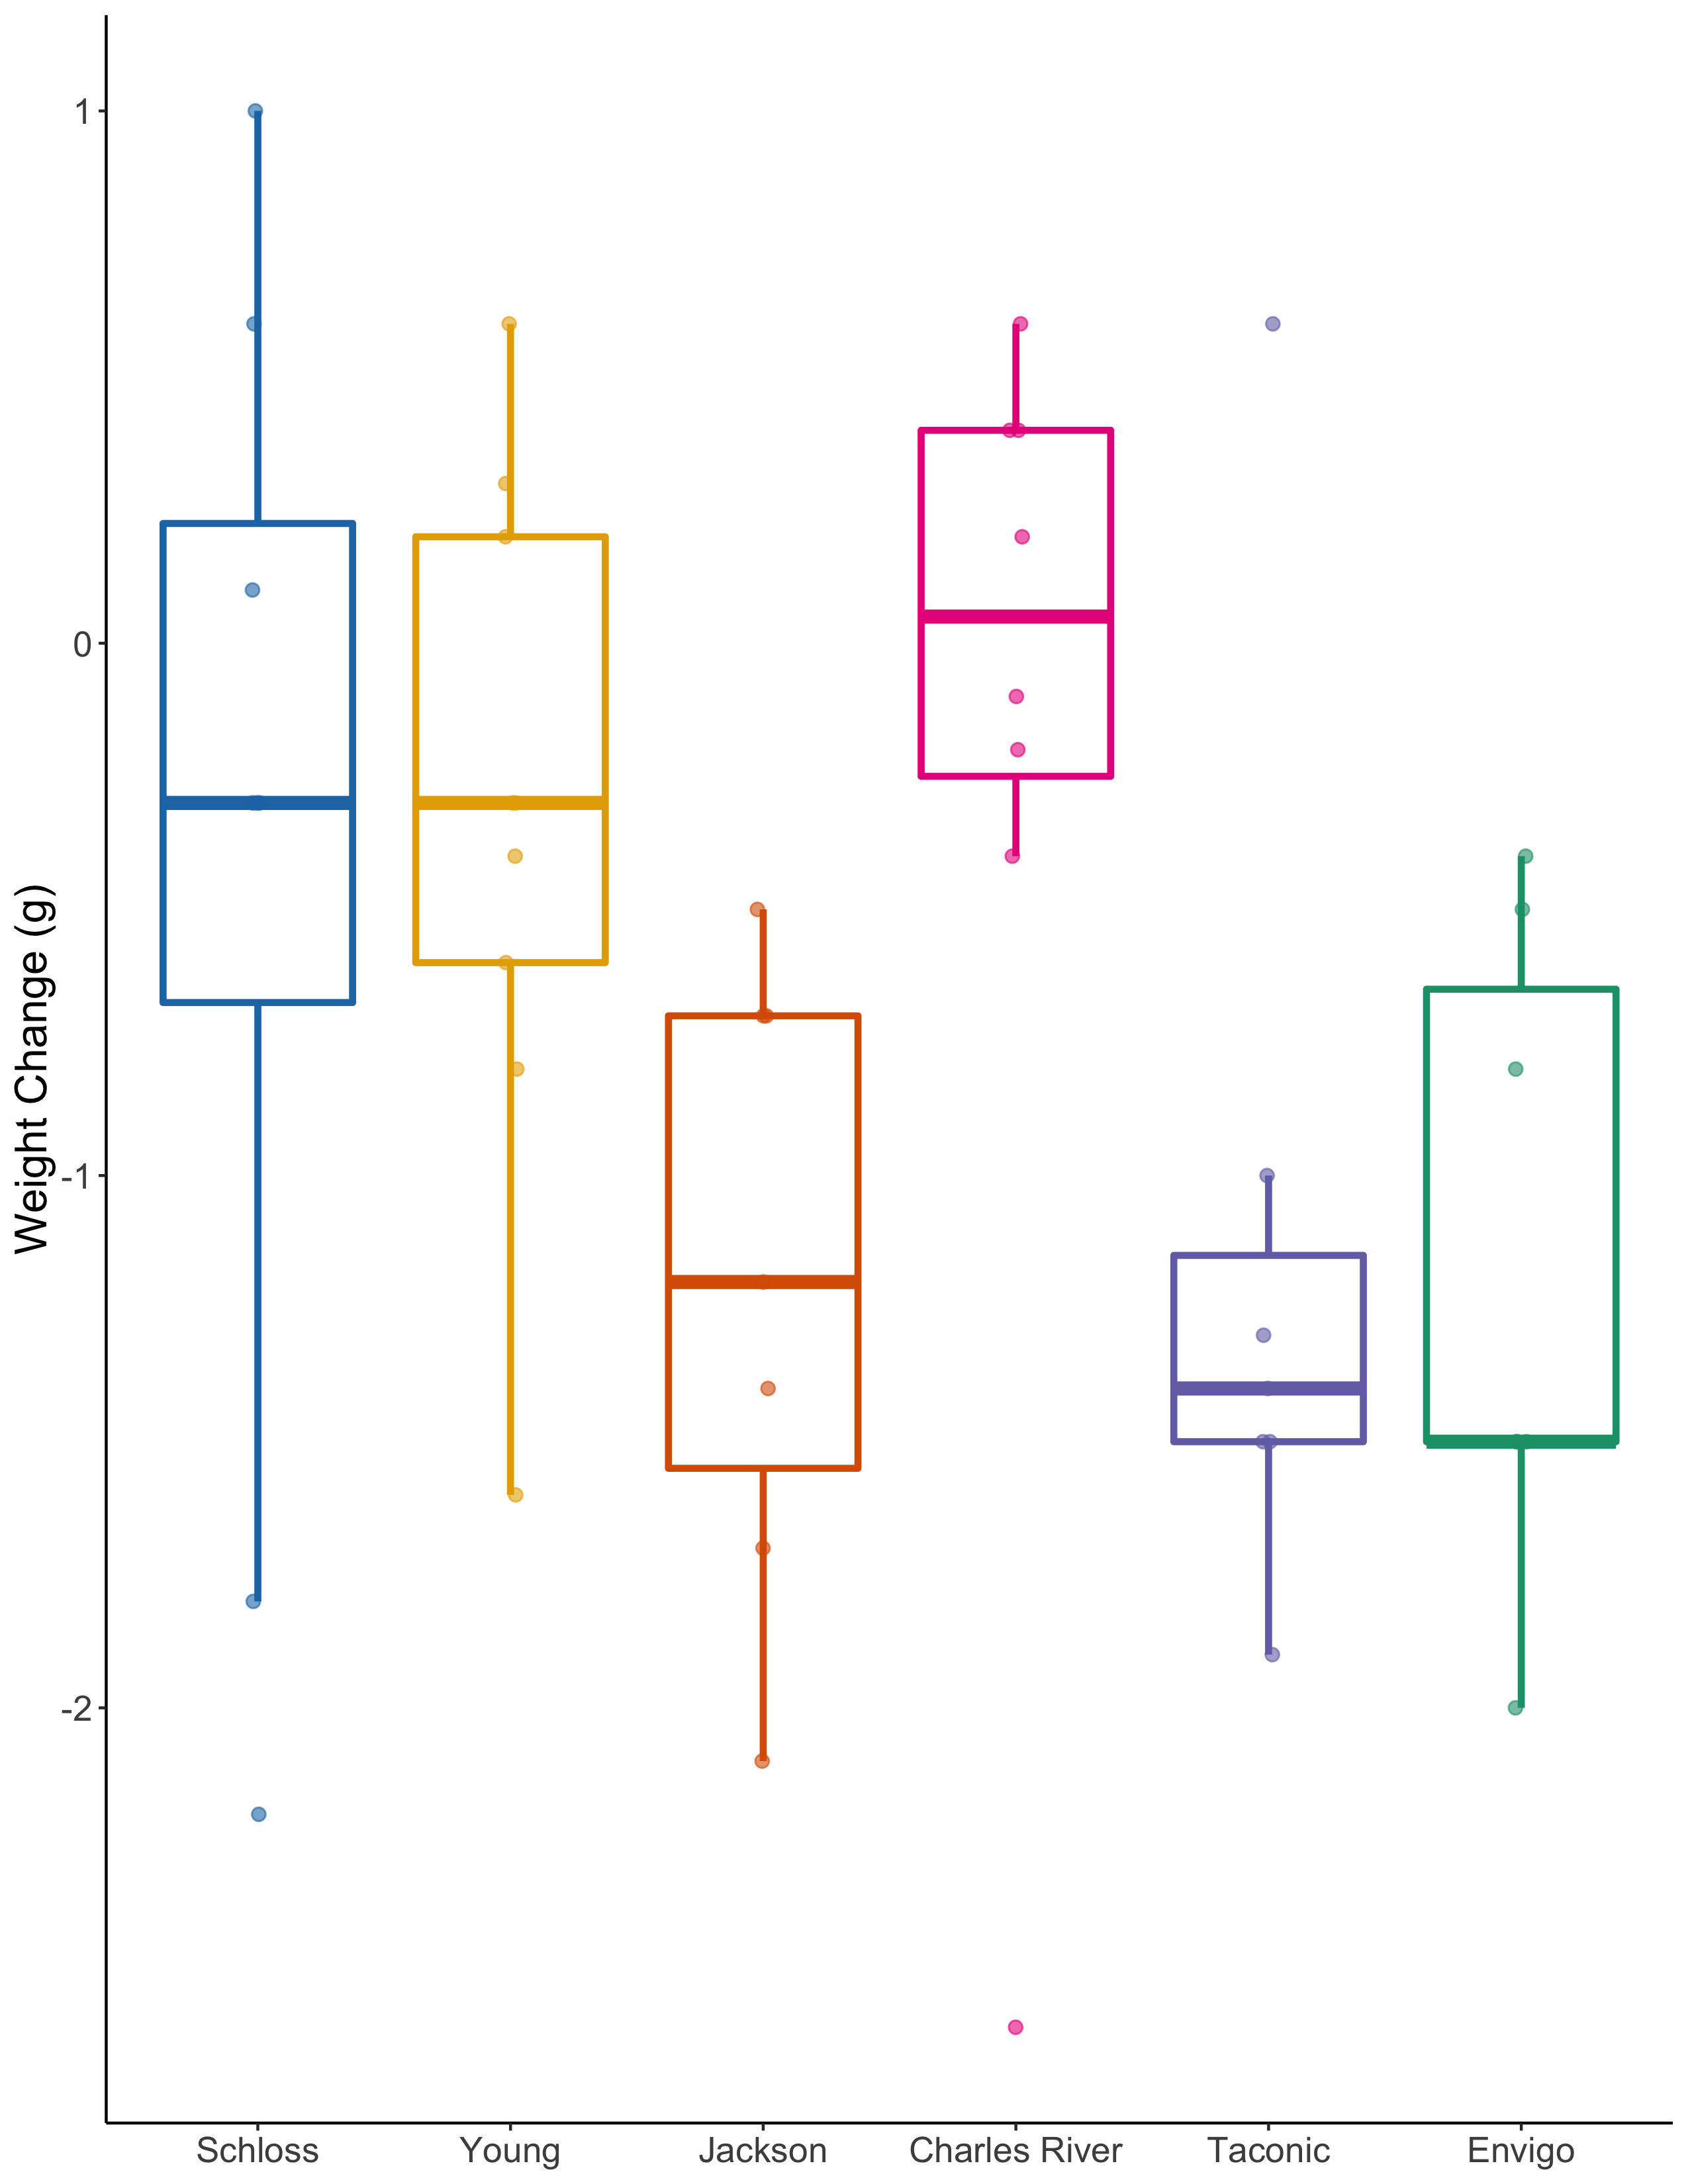 Weight Change (g)
1
0
-1
-2
Schloss Young Jackson Charles River Taconic Envigo